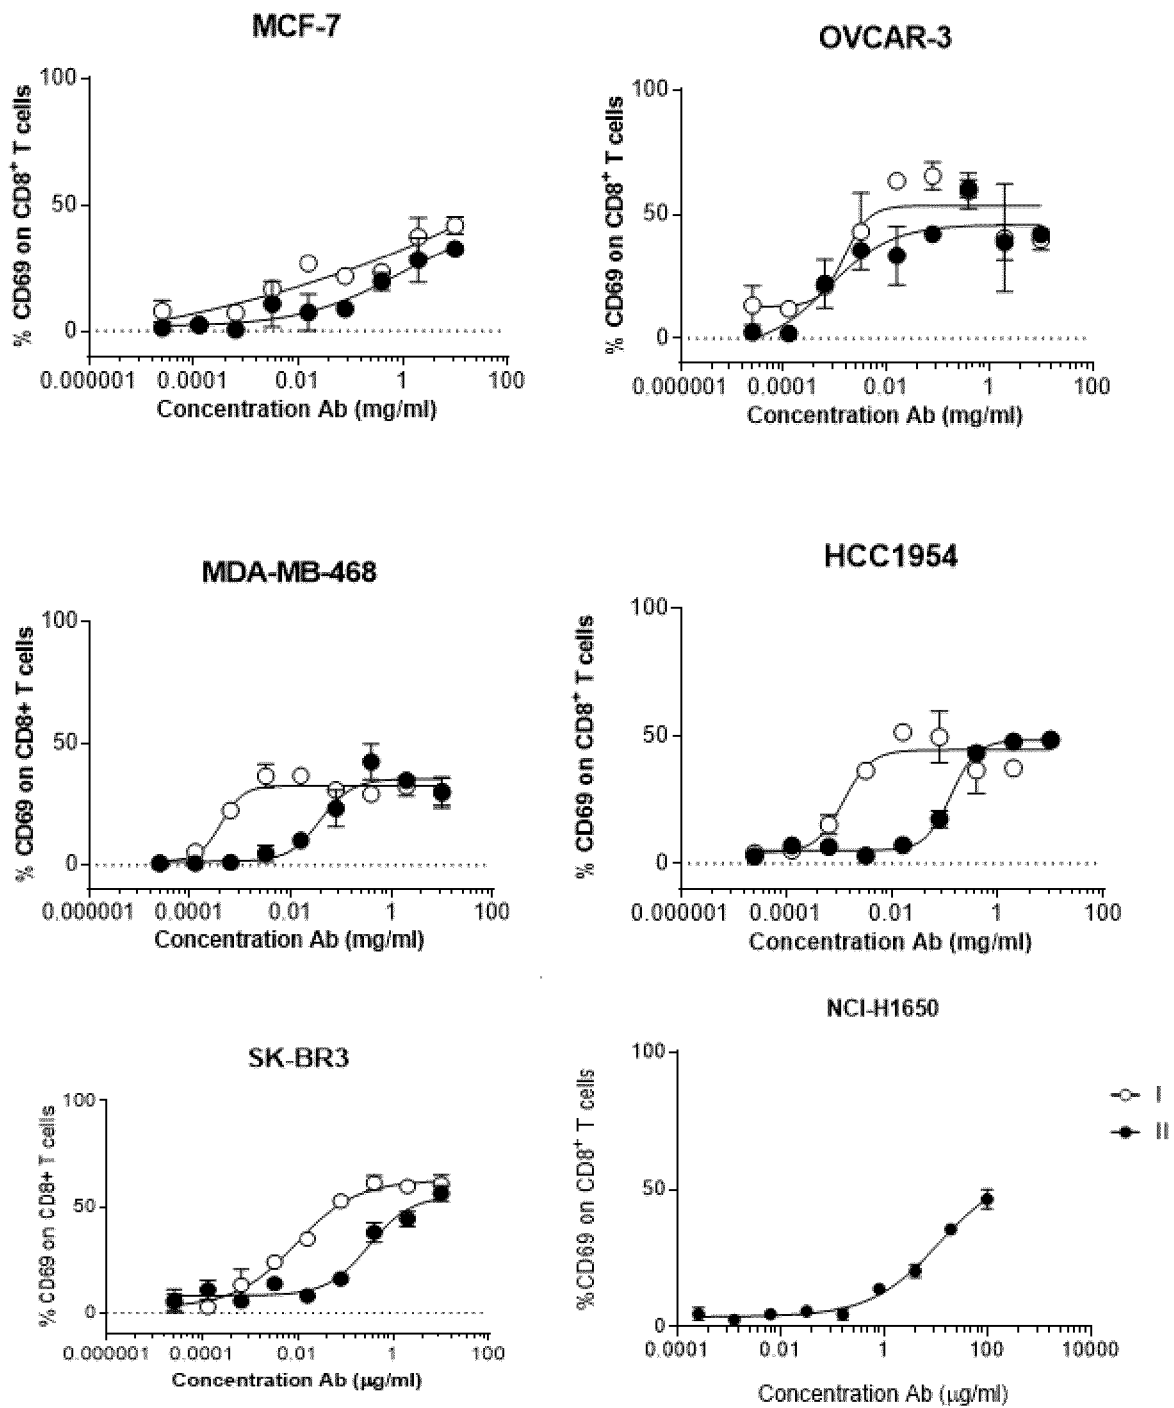 MCF-7
% CD69 on CD8⁺ T cells
100
50
0
0.000001 0.0001 0.01 1 100
Concentration Ab (mg/ml)
OVCAR-3
% CD69 on CD8⁺ T cells
100
50
0
0.000001 0.0001 0.01 1 100
Concentration Ab (mg/ml)
MDA-MB-468
% CD69 on CD8+ T cells
100
50
0
0.000001 0.0001 0.01 1 100
Concentration Ab (mg/ml)
HCC1954
% CD69 on CD8⁺ T cells
100
50
0
0.000001 0.0001 0.01 1 100
Concentration Ab (mg/ml)
SK-BR3
% CD69 on CD8+ T cells
100
50
0
0.000001 0.0001 0.01 1 100
Concentration Ab (µg/ml)
NCI-H1650
%CD69 on CD8⁺ T cells
100
50
0
0.0001 0.01 1 100 10000
Concentration Ab (µg/ml)
I
II